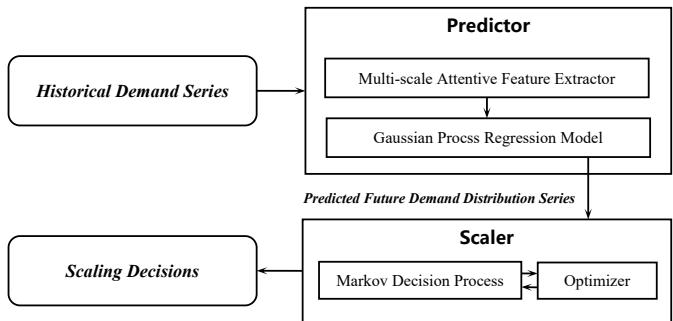 Predictor
Historical Demand Series
Multi-scale Attentive Feature Extractor
Gaussian Procss Regression Model
Predicted Future Demand Distribution Series
Scaler
Scaling Decisions
Markov Decision Process
Optimizer